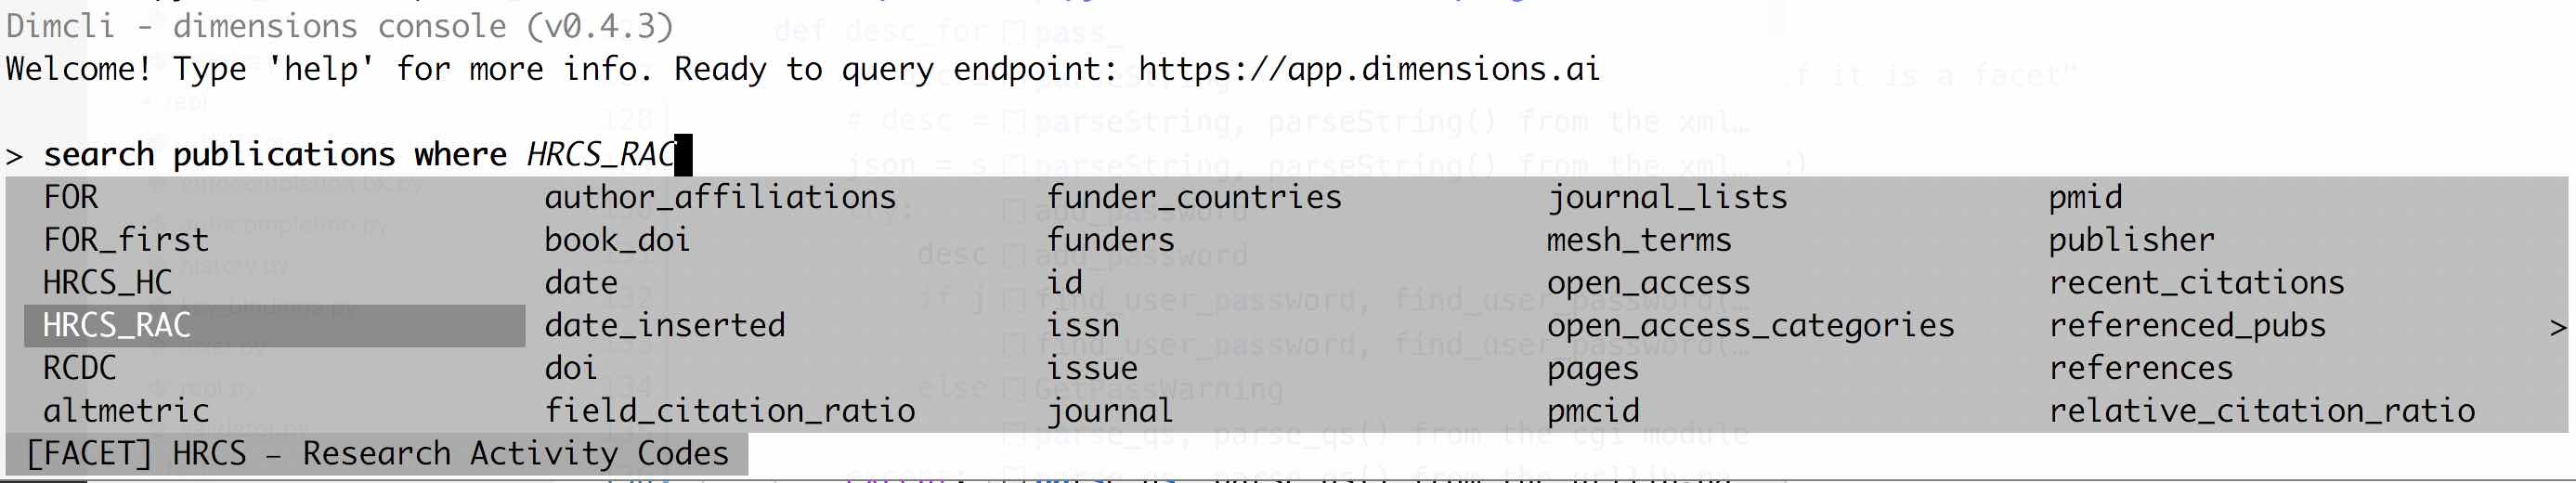 Dimcli - dimensions console (v0.4.3)
Welcome! Type 'help' for more info. Ready to query endpoint: https://app.dimensions.ai
> search publications where HRCS_RAC
FOR author_affiliations funder_countries journal_lists pmid
FOR_first book_doi funders mesh_terms publisher
HRCS_HC date id open_access recent_citations
HRCS_RAC date_inserted issn open_access_categories referenced_pubs >
RCDC doi issue pages references
altmetric field_citation_ratio journal pmcid relative_citation_ratio
[FACET] HRCS – Research Activity Codes